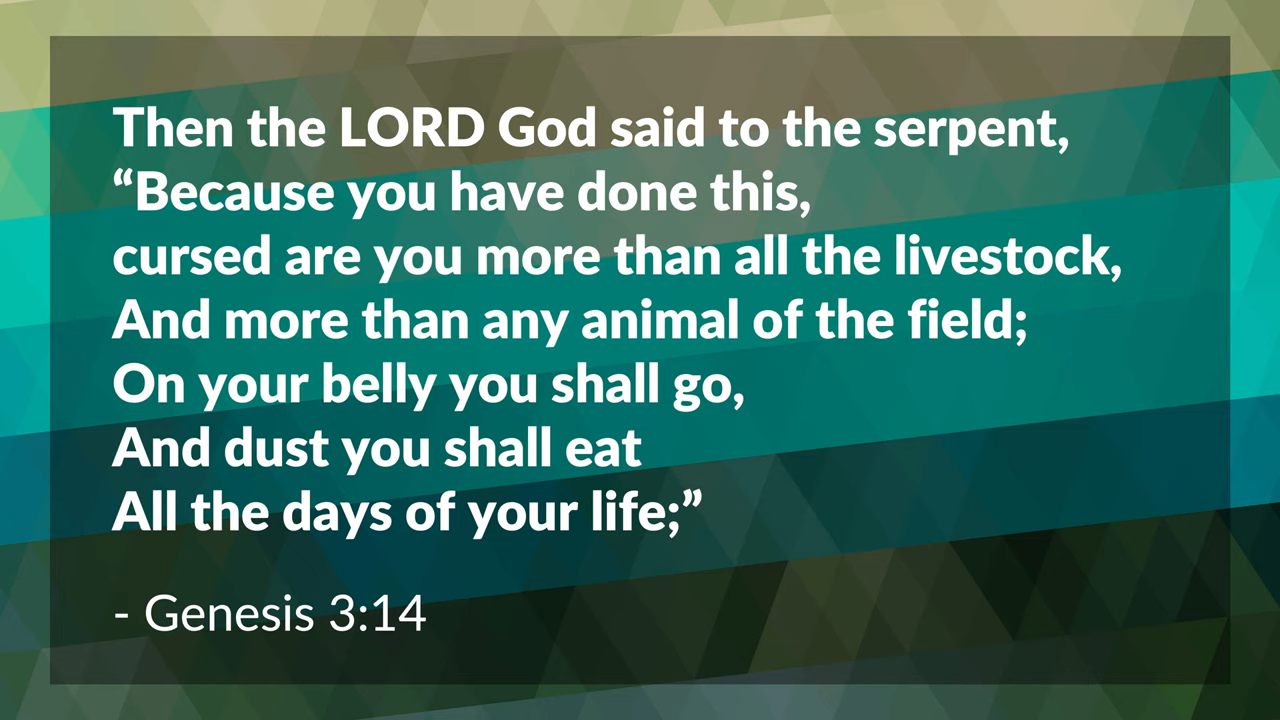 Then the LORD God said to the serpent,
“Because you have done this,
cursed are you more than all the livestock,
And more than any animal of the field;
On your belly you shall go,
And dust you shall eat
All the days of your life;”
- Genesis 3:14